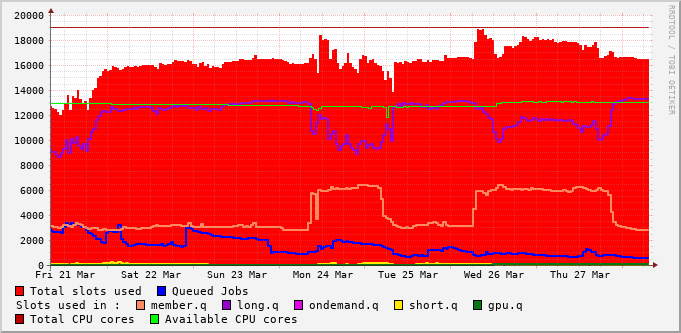 20000
18000
16000
14000
12000
10000
8000
6000
4000
2000
0
Fri 21 Mar Sat 22 Mar Sun 23 Mar Mon 24 Mar Tue 25 Mar Wed 26 Mar Thu 27 Mar
Total slots used Queued Jobs
Slots used in : member.q long.q ondemand.q short.q gpu.q
Total CPU cores Available CPU cores
RRDTOOL / TOBI OETIKER